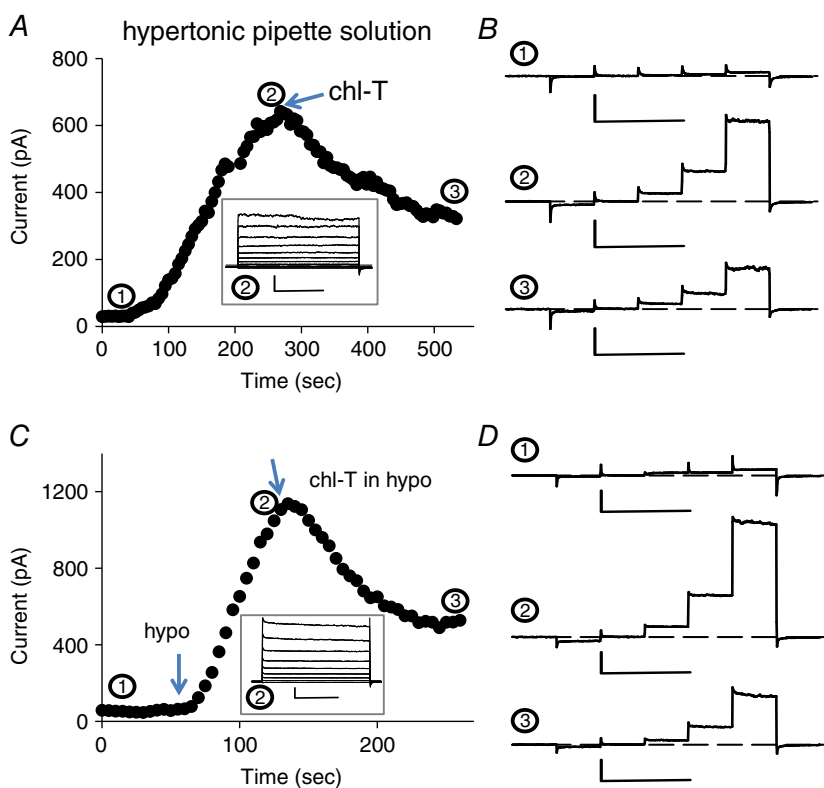 A
hypertonic pipette solution
B
800
600
400
200
0
Current (pA)
0
100
200
300
400
500
Time (sec)
1
2
chl-T
3
2
1
2
3
C
D
1200
800
400
0
Current (pA)
0
100
200
Time (sec)
1
hypo
2
chl-T in hypo
3
2
1
2
3